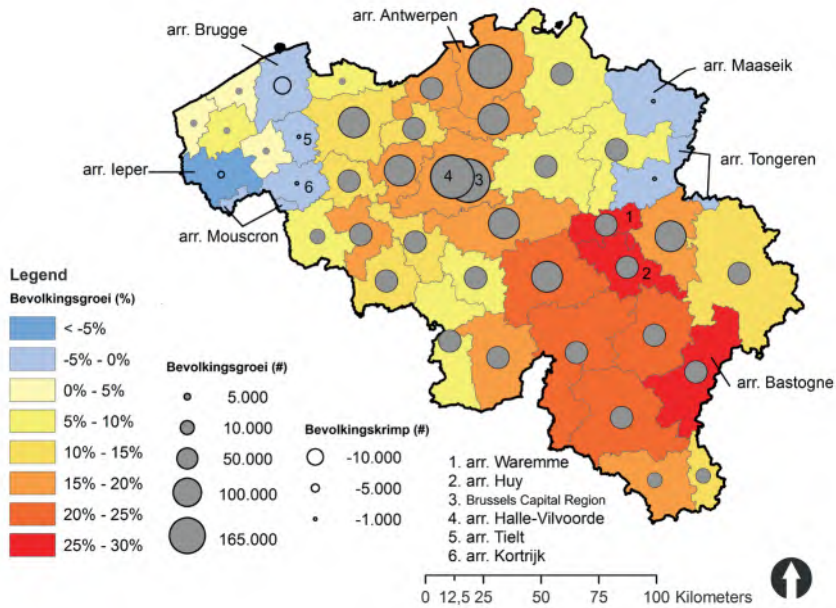 arr. Antwerpen
arr. Brugge
arr. Maaseik
arr. Ieper
arr. Tongeren
arr. Mouscron
5
6
4
3
1
2
arr. Bastogne
Legend
Bevolkingsgroei (%)
< -5%
-5% - 0%
0% - 5%
5% - 10%
10% - 15%
15% - 20%
20% - 25%
25% - 30%
Bevolkingsgroei (#)
5.000
10.000
50.000
100.000
165.000
Bevolkingskrimp (#)
-10.000
-5.000
-1.000
1. arr. Waremme
2. arr. Huy
3. Brussels Capital Region
4. arr. Halle-Vilvoorde
5. arr. Tielt
6. arr. Kortrijk
0 12,5 25 50 75 100 Kilometers